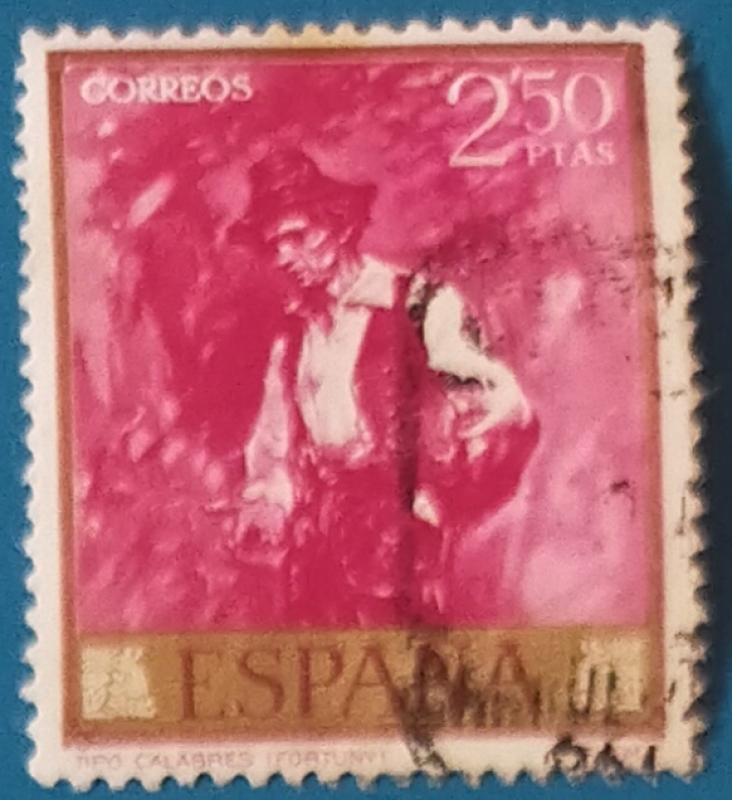 CORREOS
2'50
PTAS
ESPAÑA
TIPO CALABRES (FORTUNY)